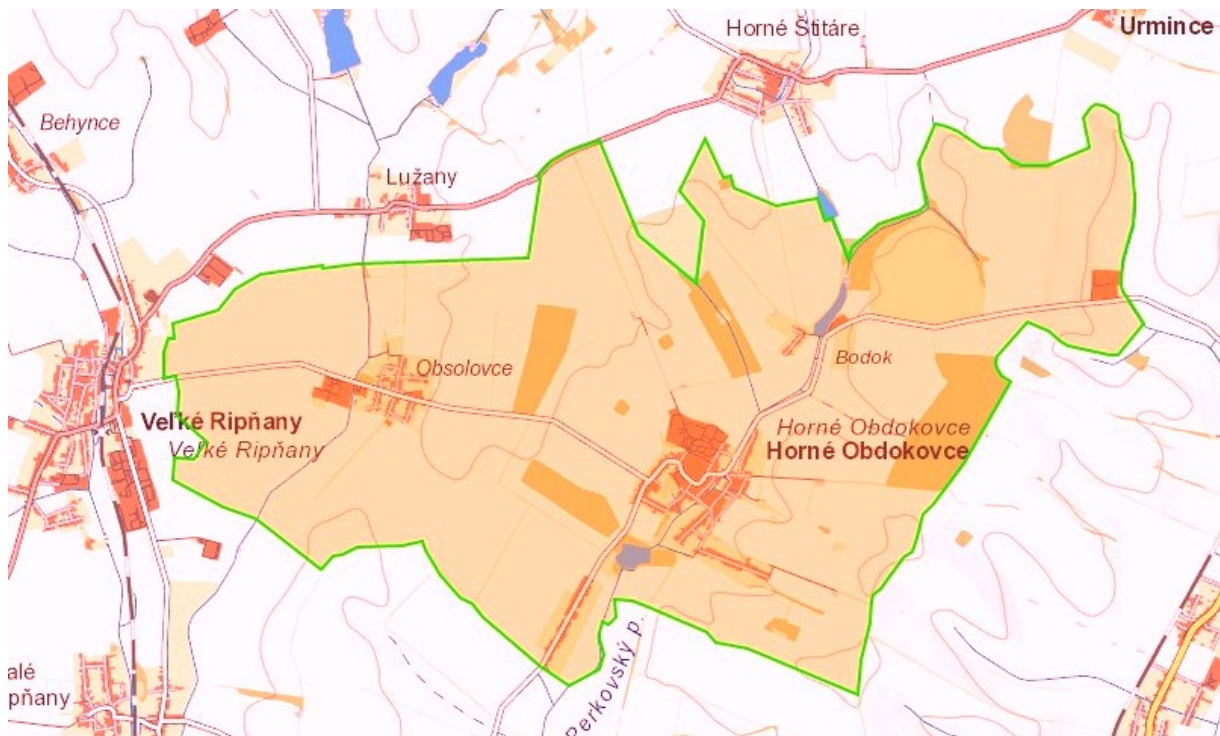 Horné Štitáre
Urmince
Behynce
Lužany
Obsolovce
Bodok
Veľké Ripňany
Veľké Ripňany
Horné Obdokovce
Horné Obdokovce
Perkovský p.
alé
pňany